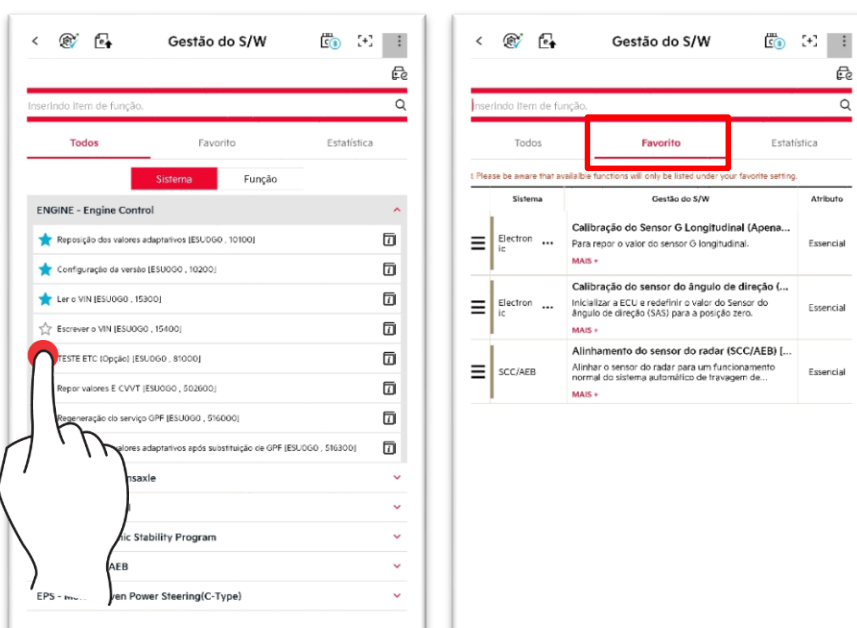 Gestão do S/W
Inserindo Item de função.
Todos Favorito Estatística
Sistema Função
ENGINE - Engine Control
Reposição dos valores adaptativos [ESU0G0 , 10100]
Configuração da versão [ESU0G0 , 10200]
Ler o VIN [ESU0G0 , 15300]
Escrever o VIN [ESU0G0 , 15400]
TESTE ETC [Opção] [ESU0G0 , 81000]
Repor valores E CVVT [ESU0G0 , 502600]
Regeneração do serviço GPF [ESU0G0 , 516000]
valores adaptativos após substituição de GPF [ESU0G0 , 516300]
Stability Program
AEB
EPS - Power Steering(C-Type)
Gestão do S/W
Inserindo Item de função.
Todos Favorito Estatística
Please be aware that available functions will only be listed under your favorite setting.
Sistema Gestão do S/W Atributo
Calibração do Sensor G Longitudinal (Apena...
Electron ... Para repor o valor do sensor G longitudinal. Essencial
ic
MAIS +
Calibração do sensor do ângulo de direção (...
Electron ... Inicializar a ECU e redefinir o valor do Sensor do Essencial
ic ângulo de direção (SAS) para a posição zero.
MAIS +
Alinhamento do sensor do radar (SCC/AEB) [...
SCC/AEB Alinhar o sensor do radar para um funcionamento Essencial
normal do sistema automático de travagem de...
MAIS +